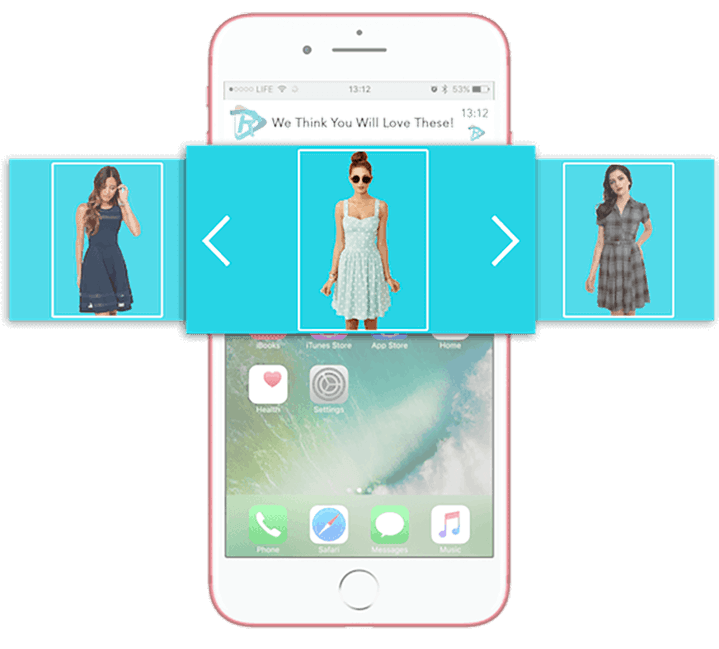 LIFE 13:12 53%
We Think You Will Love These! 13:12
iBooks iTunes Store App Store Home
Health Settings
Phone Safari Messages Music